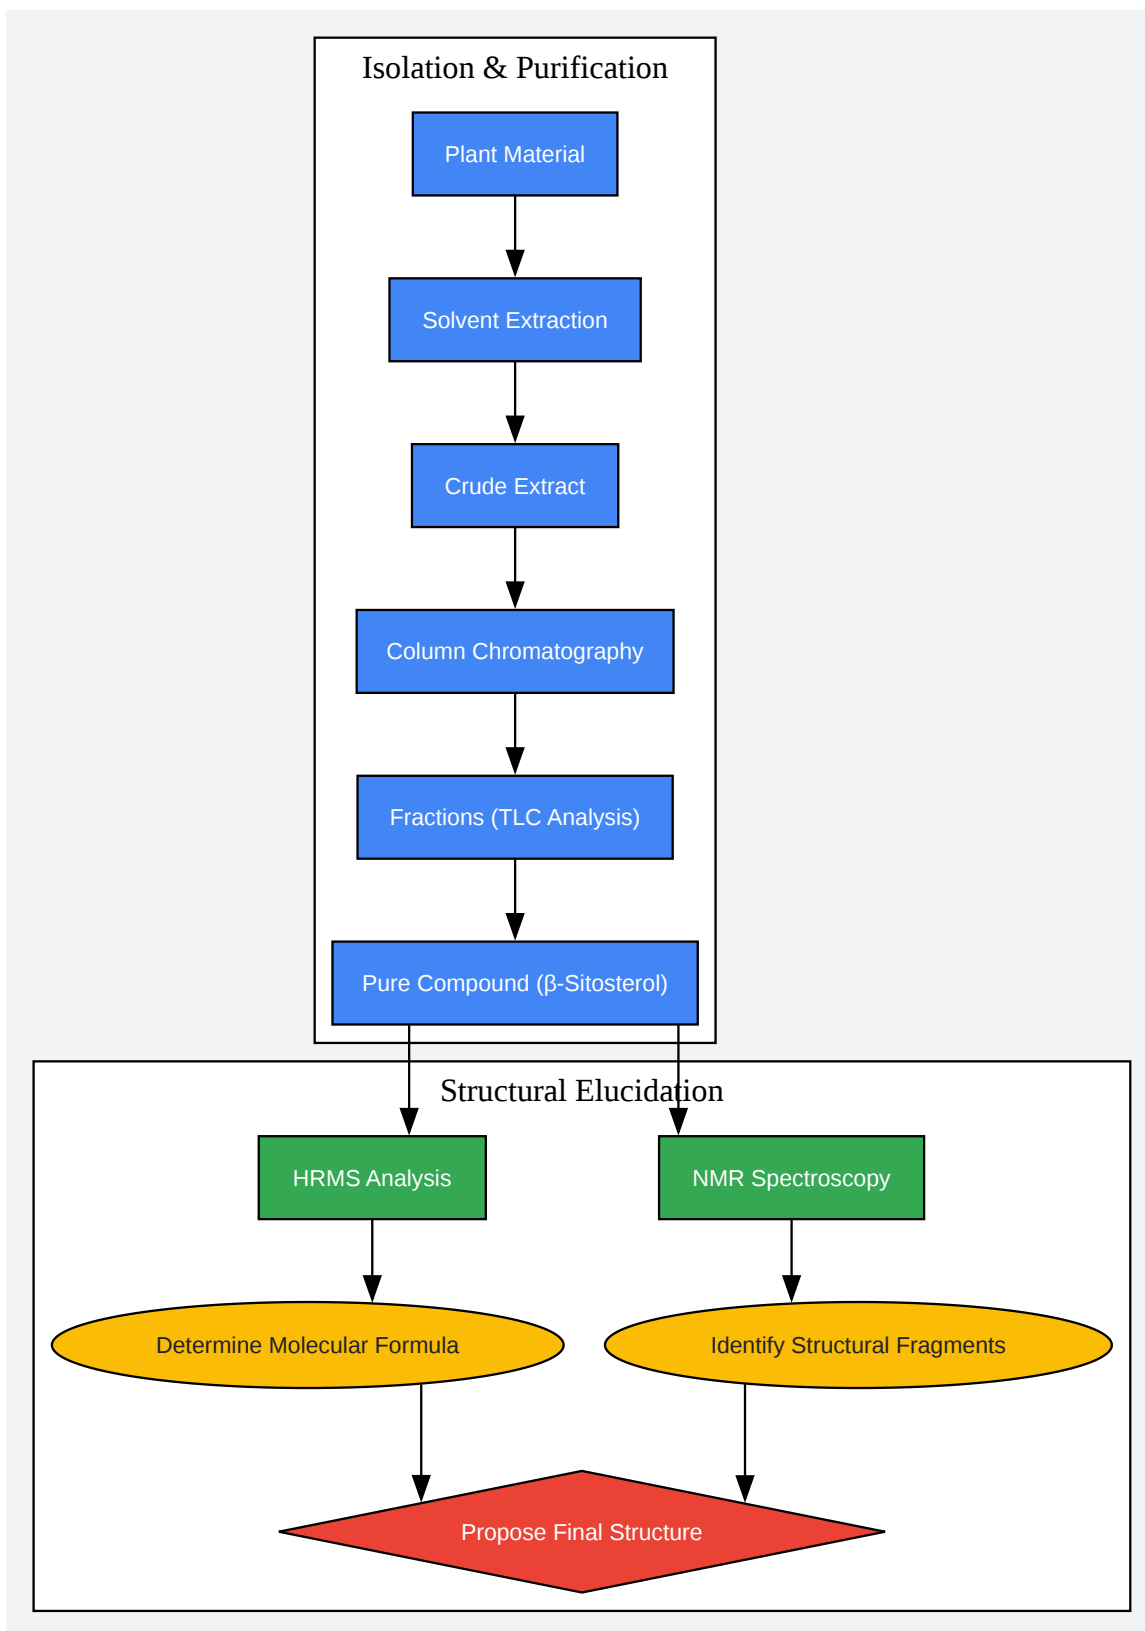 Isolation & Purification
Plant Material
Solvent Extraction
Crude Extract
Column Chromatography
Fractions (TLC Analysis)
Pure Compound (β-Sitosterol)
Structural Elucidation
HRMS Analysis
NMR Spectroscopy
Determine Molecular Formula
Identify Structural Fragments
Propose Final Structure